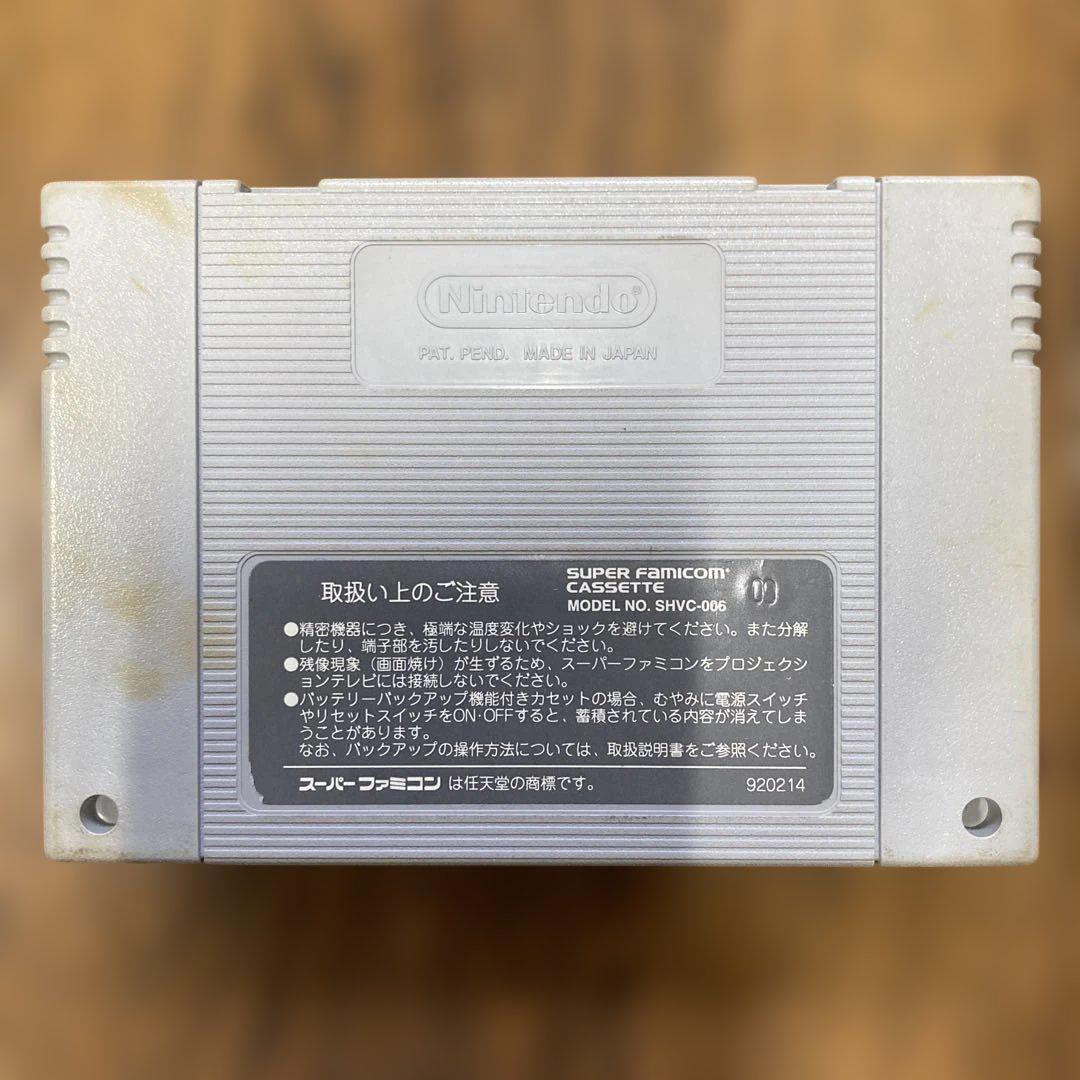 Nintendo®
PAT. PEND. MADE IN JAPAN
取扱い上のご注意
SUPER FAMICOM®
CASSETTE
MODEL NO. SHVC-006
●精密機器につき、極端な温度変化やショックを避けてください。また分解
したり、端子部を汚したりしないでください。
●残像現象（画面焼け）が生ずるため、スーパーファミコンをプロジェクシ
ョンテレビには接続しないでください。
●バッテリーバックアップ機能付きカセットの場合、むやみに電源スイッチ
やリセットスイッチをON・OFFすると、蓄積されている内容が消えてしま
うことがあります。
なお、バックアップの操作方法については、取扱説明書をご参照ください。
スーパーファミコンは任天堂の商標です。
920214